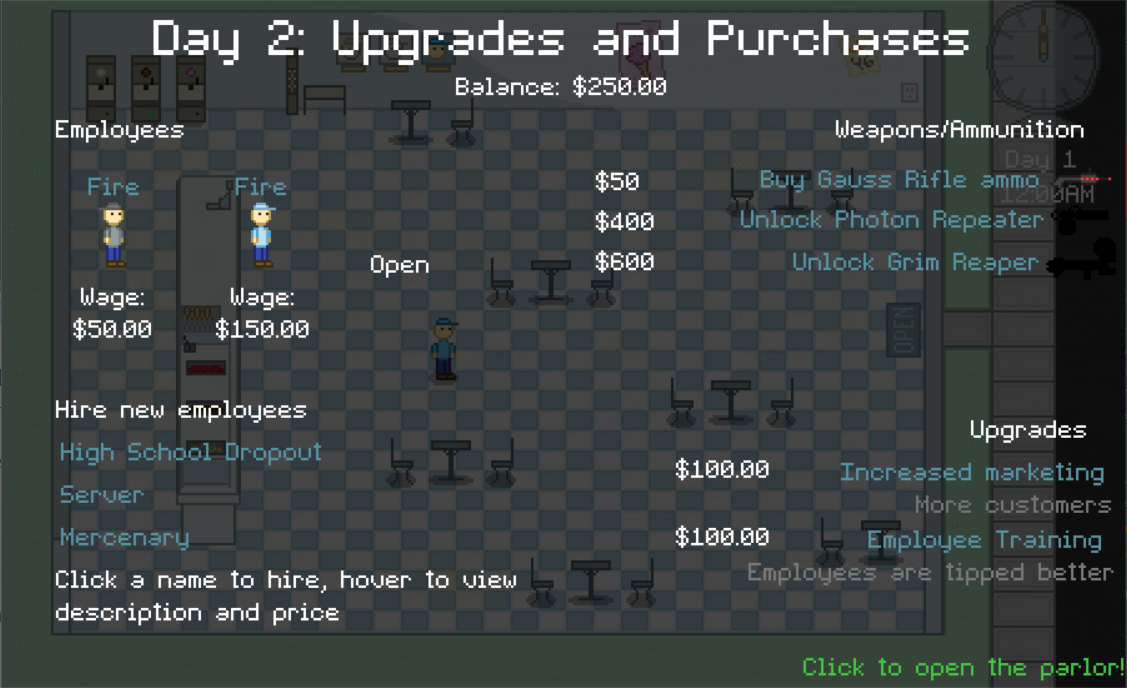 Day 2: Upgrades and Purchases
46
Balance: $250.00
Employees
Weapons/Ammunition
Day 1
12:00AM
Fire Fire
$50 Buy Gauss Rifle ammo
$400 Unlock Photon Repeater
Open
$600 Unlock Grim Reaper
Wage: Wage:
$50.00 $150.00
OPEN
Hire new employees
Upgrades
High School Dropout
$100.00 Increased marketing
Server
More customers
Mercenary
$100.00 Employee Training
Employees are tipped better
Click a name to hire, hover to view
description and price
Click to open the parlor!